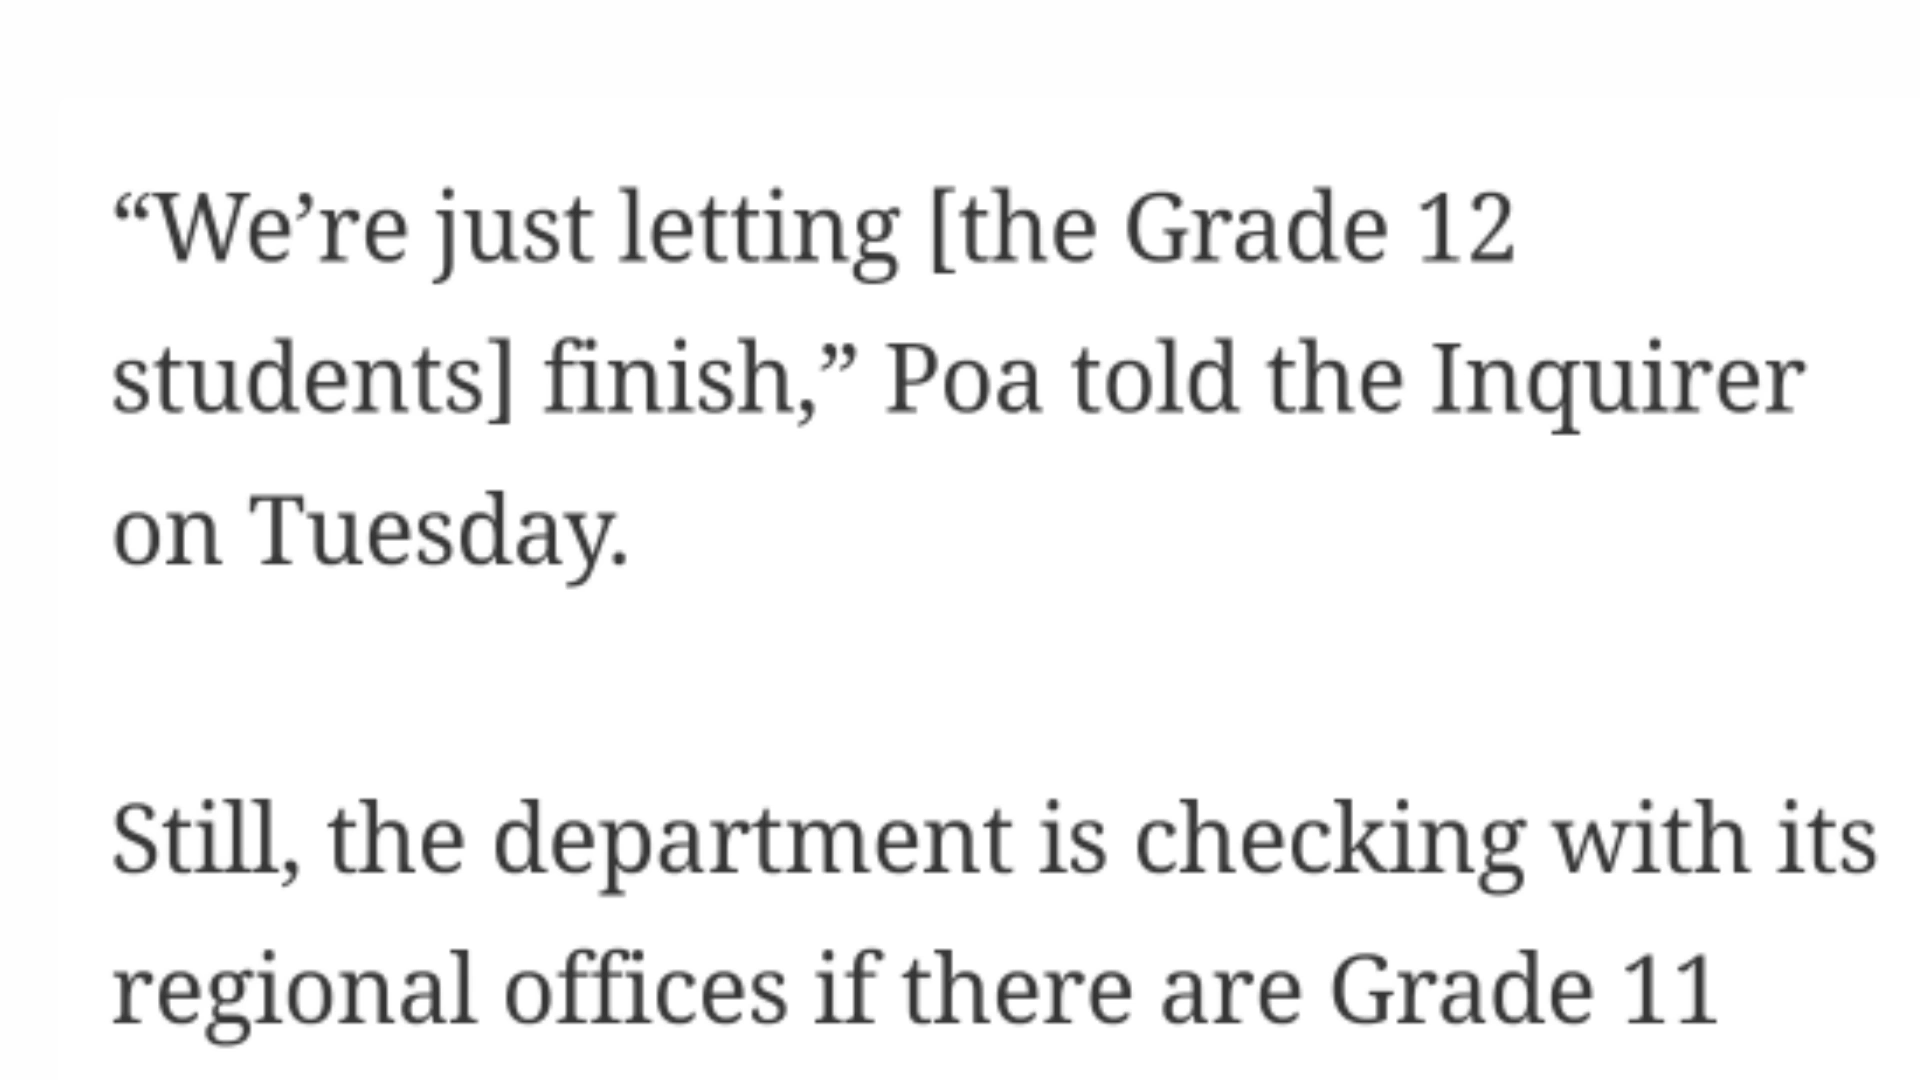 “We’re just letting [the Grade 12
students] finish,” Poa told the Inquirer
on Tuesday.
Still, the department is checking with its
regional offices if there are Grade 11